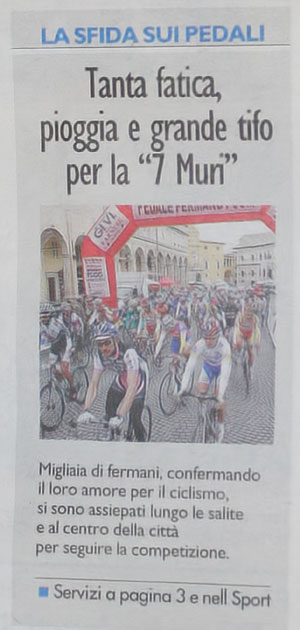 LA SFIDA SUI PEDALI
Tanta fatica,
pioggia e grande tifo
per la “7 Muri”
PEDALE FERMANO
GIVI
Migliaia di fermani, confermando
il loro amore per il ciclismo,
si sono assiepati lungo le salite
e al centro della città
per seguire la competizione.
Servizi a pagina 3 e nell Sport